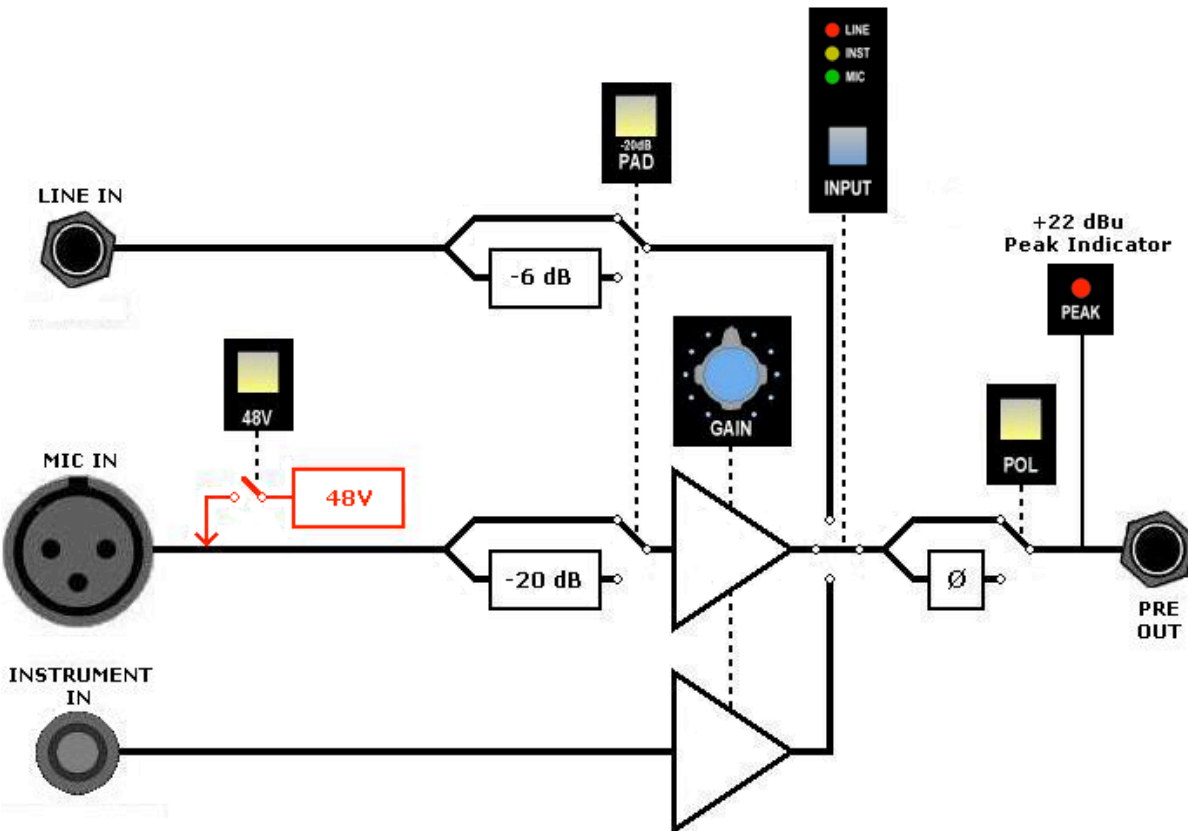 LINE
INST
MIC
INPUT
-20dB
PAD
LINE IN
-6 dB
+22 dBu
Peak Indicator
PEAK
48V
GAIN
POL
MIC IN
48V
-20 dB
Ø
PRE
OUT
INSTRUMENT
IN